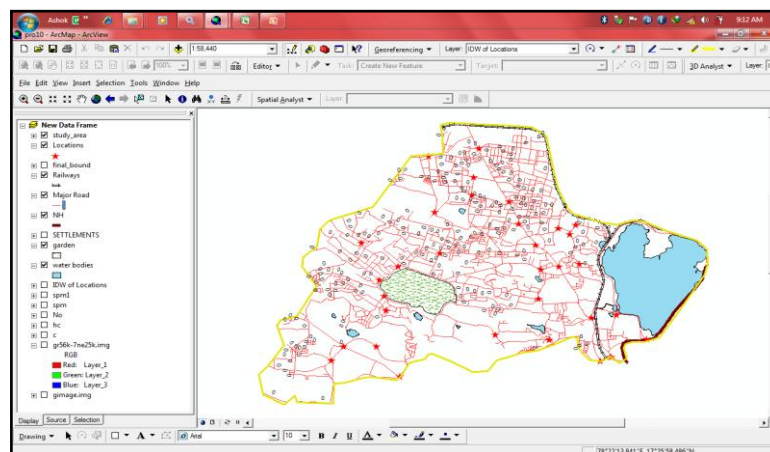 Ashok 9:12 AM
pro10 - ArcMap - ArcView
1:58,440 Georeferencing Layer: IDW of Locations
100% Editor Task: Create New Feature Target: 3D Analyst Layer:
File Edit View Insert Selection Tools Window Help
Spatial Analyst Layer:
New Data Frame
study_area
Locations
final_bound
Railways
Major Road
NH
SETTLEMENTS
garden
water bodies
IDW of Locations
spm1
spm
No
hc
c
gr56k-7ne25k.img
RGB
Red: Layer_1
Green: Layer_2
Blue: Layer_3
gimage.img
Display Source Selection
Drawing A Arial 10 B I U A